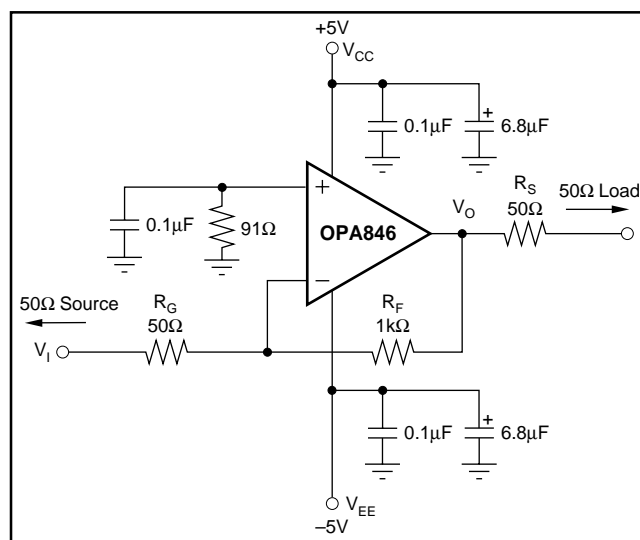 +5V
V_CC
+
0.1μF
6.8μF
+
R_S
50Ω Load
50Ω
V_O
0.1μF
91Ω
OPA846
–
50Ω Source
R_G
50Ω
R_F
1kΩ
V_I
+
0.1μF
6.8μF
V_EE
–5V